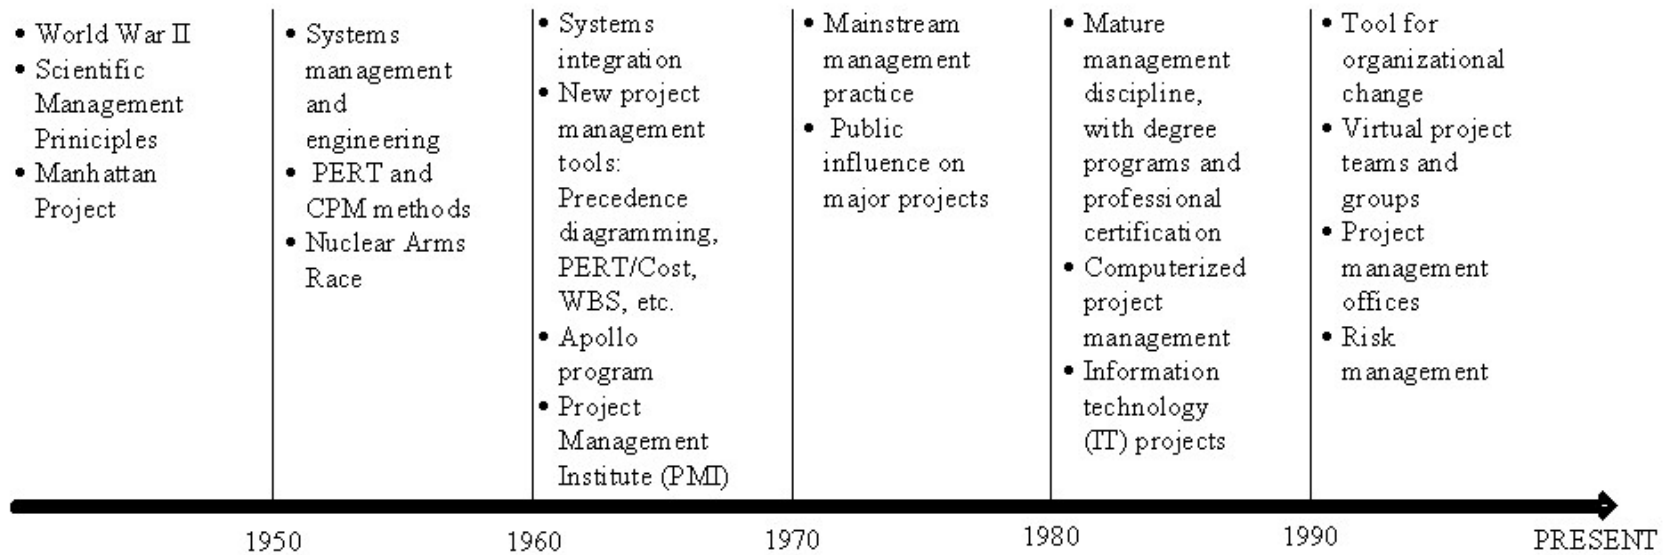 • World War II
• Scientific
Management
Priniciples
• Manhattan
Project
• Systems
management
and
engineering
• PERT and
CPM methods
• Nuclear Arms
Race
• Systems
integration
• New project
management
tools:
Precedence
diagramming,
PERT/Cost,
WBS, etc.
• Apollo
program
• Project
Management
Institute (PMI)
• Mainstream
management
practice
• Public
influence on
major projects
• Mature
management
discipline,
with degree
programs and
professional
certification
• Computerized
project
management
• Information
technology
(IT) projects
• Tool for
organizational
change
• Virtual project
teams and
groups
• Project
management
offices
• Risk
management
1950 1960 1970 1980 1990 PRESENT